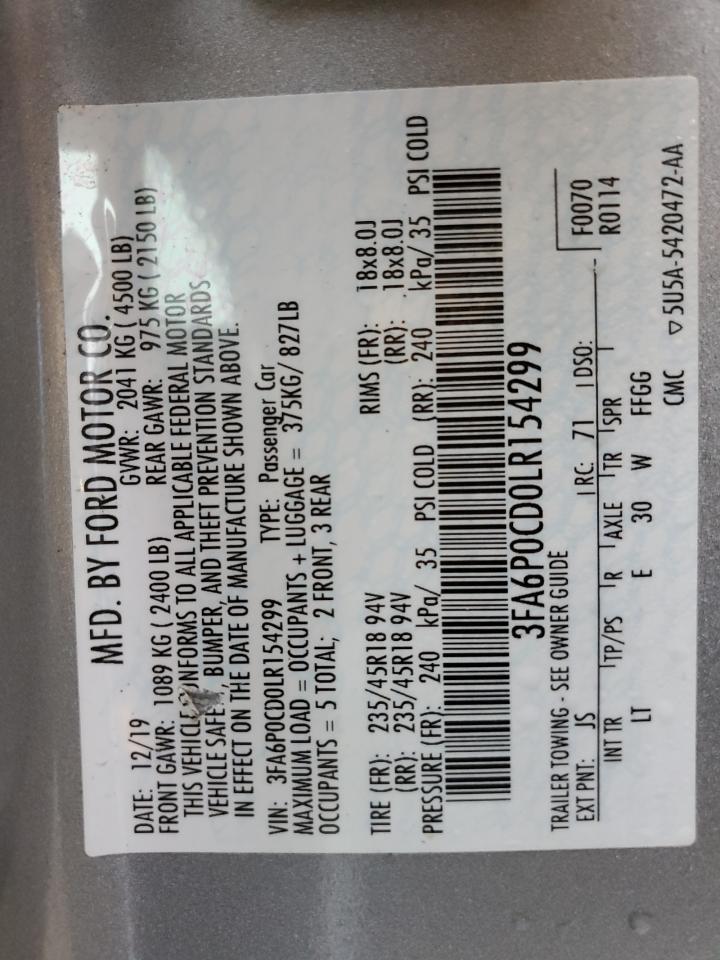 MFD. BY FORD MOTOR CO.
DATE: 12/19 GVWR: 2041 KG ( 4500 LB)
FRONT GAWR: 1089 KG ( 2400 LB) REAR GAWR: 975 KG ( 2150 LB)
THIS VEHICLE NFORMS TO ALL APPLICABLE FEDERAL MOTOR
VEHICLE SAFE , BUMPER, AND THEFT PREVENTION STANDARDS
IN EFFECT ON THE DATE OF MANUFACTURE SHOWN ABOVE.
VIN: 3FA6P0CD0LR154299 TYPE: Passenger Car
MAXIMUM LOAD = OCCUPANTS + LUGGAGE = 375KG/ 827LB
OCCUPANTS = 5 TOTAL; 2 FRONT, 3 REAR
TIRE (FR): 235/45R18 94V RIMS (FR): 18x8.0J
(RR): 235/45R18 94V (RR): 18x8.0J
PRESSURE (FR): 240 kPa/ 35 PSI COLD (RR): 240 kPa/ 35 PSI COLD
3FA6P0CD0LR154299
TRAILER TOWING - SEE OWNER GUIDE F0070
EXT PNT: JS RC: 71 DSO: R0114
INT TR TP/PS R AXLE TR SPR
LT E 30 W FFGG
CMC ▽5U5A-5420472-AA